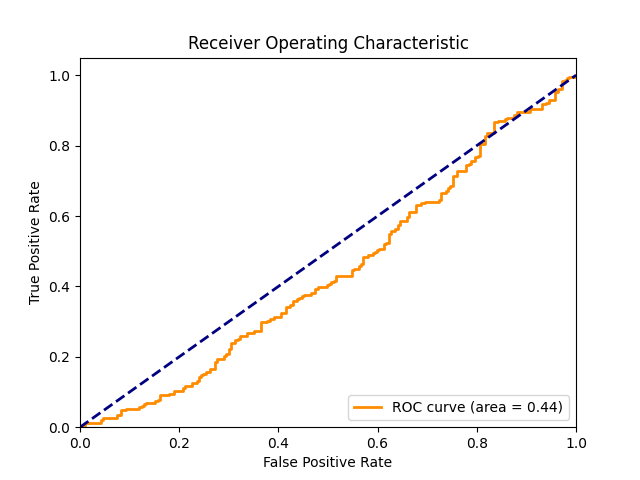 Receiver Operating Characteristic
True Positive Rate
1.0
0.8
0.6
0.4
0.2
0.0
ROC curve (area = 0.44)
0.0 0.2 0.4 0.6 0.8 1.0
False Positive Rate